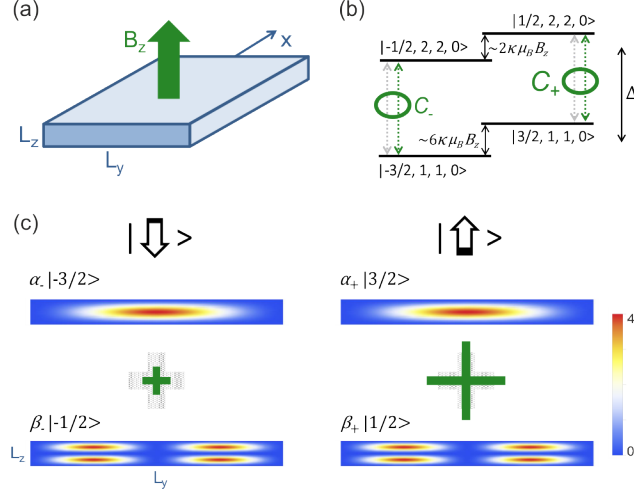 (a)
B_z
x
L_z
L_y
(b)
|1/2, 2, 2, 0>
|-1/2, 2, 2, 0>
~2κμ_B B_z
C_-
C_+
Δ
~6κμ_B B_z
|3/2, 1, 1, 0>
|-3/2, 1, 1, 0>
(c)
| >
| >
α_-|-3/2>
α_+|3/2>
4
β_-|-1/2>
β_+|1/2>
L_z
L_y
0